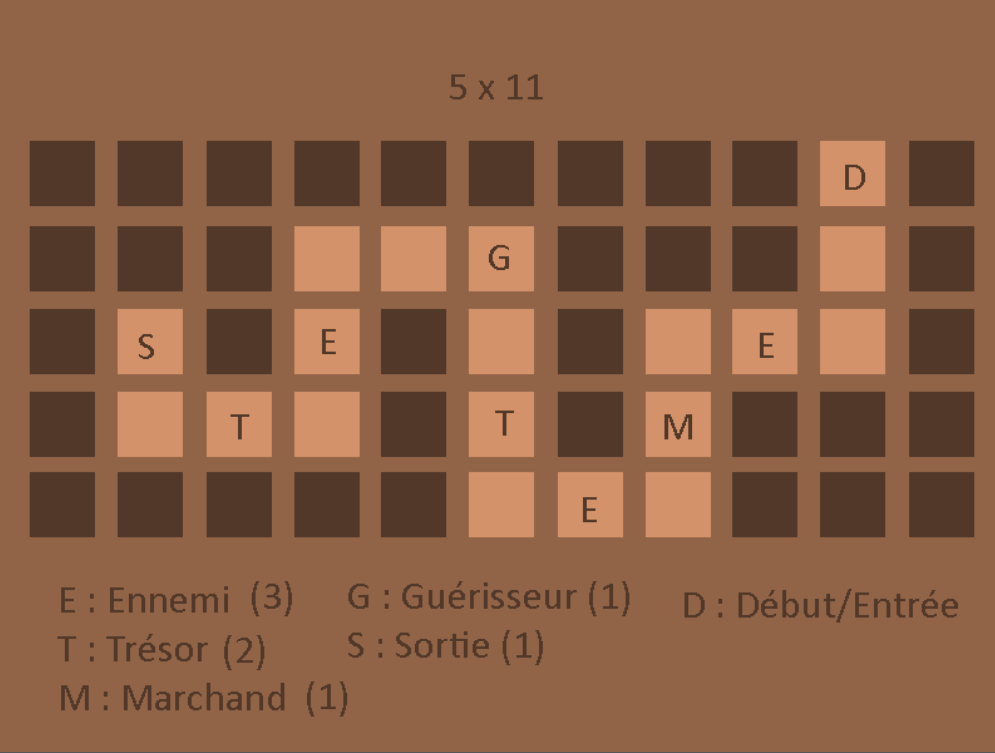 5 x 11
D
G
S E E
T T M
E
E : Ennemi (3) G : Guérisseur (1) D : Début/Entrée
T : Trésor (2) S : Sortie (1)
M : Marchand (1)